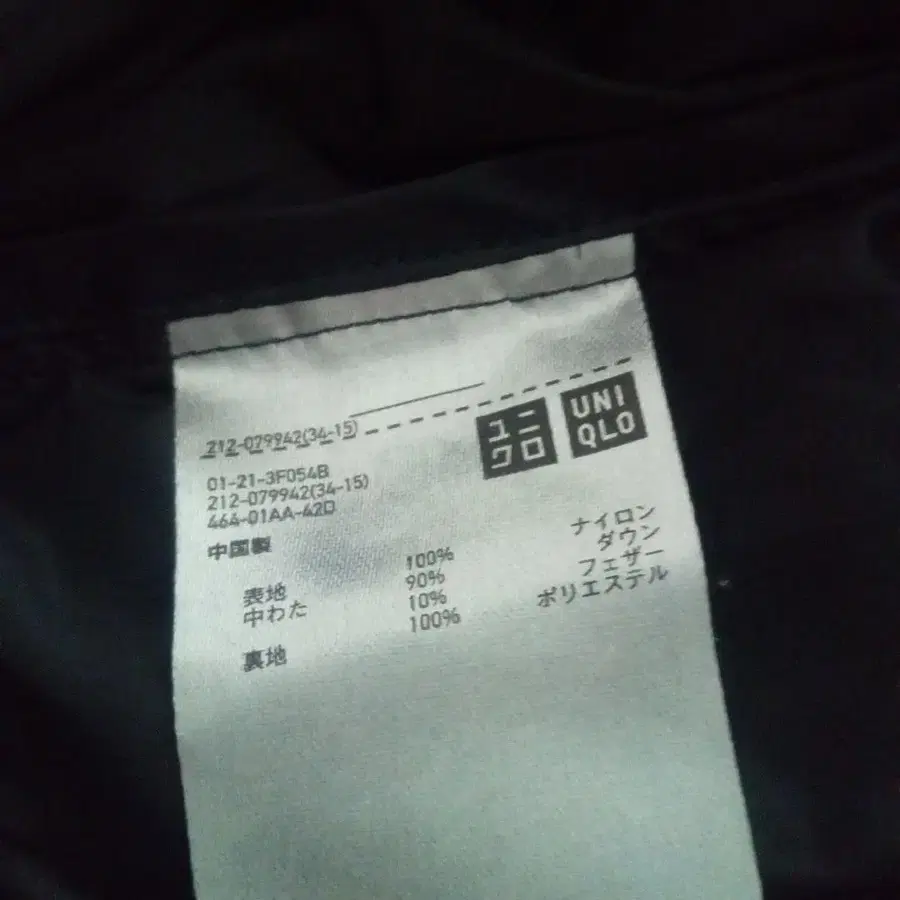 212-079942(34-15)
ユニ
クロ
UNI
QLO
01-21-3F054B
212-079942(34-15)
464-01AA-42D
中国製
表地 100% ナイロン
中わた 90% ダウン
10% フェザー
裏地 100% ポリエステル